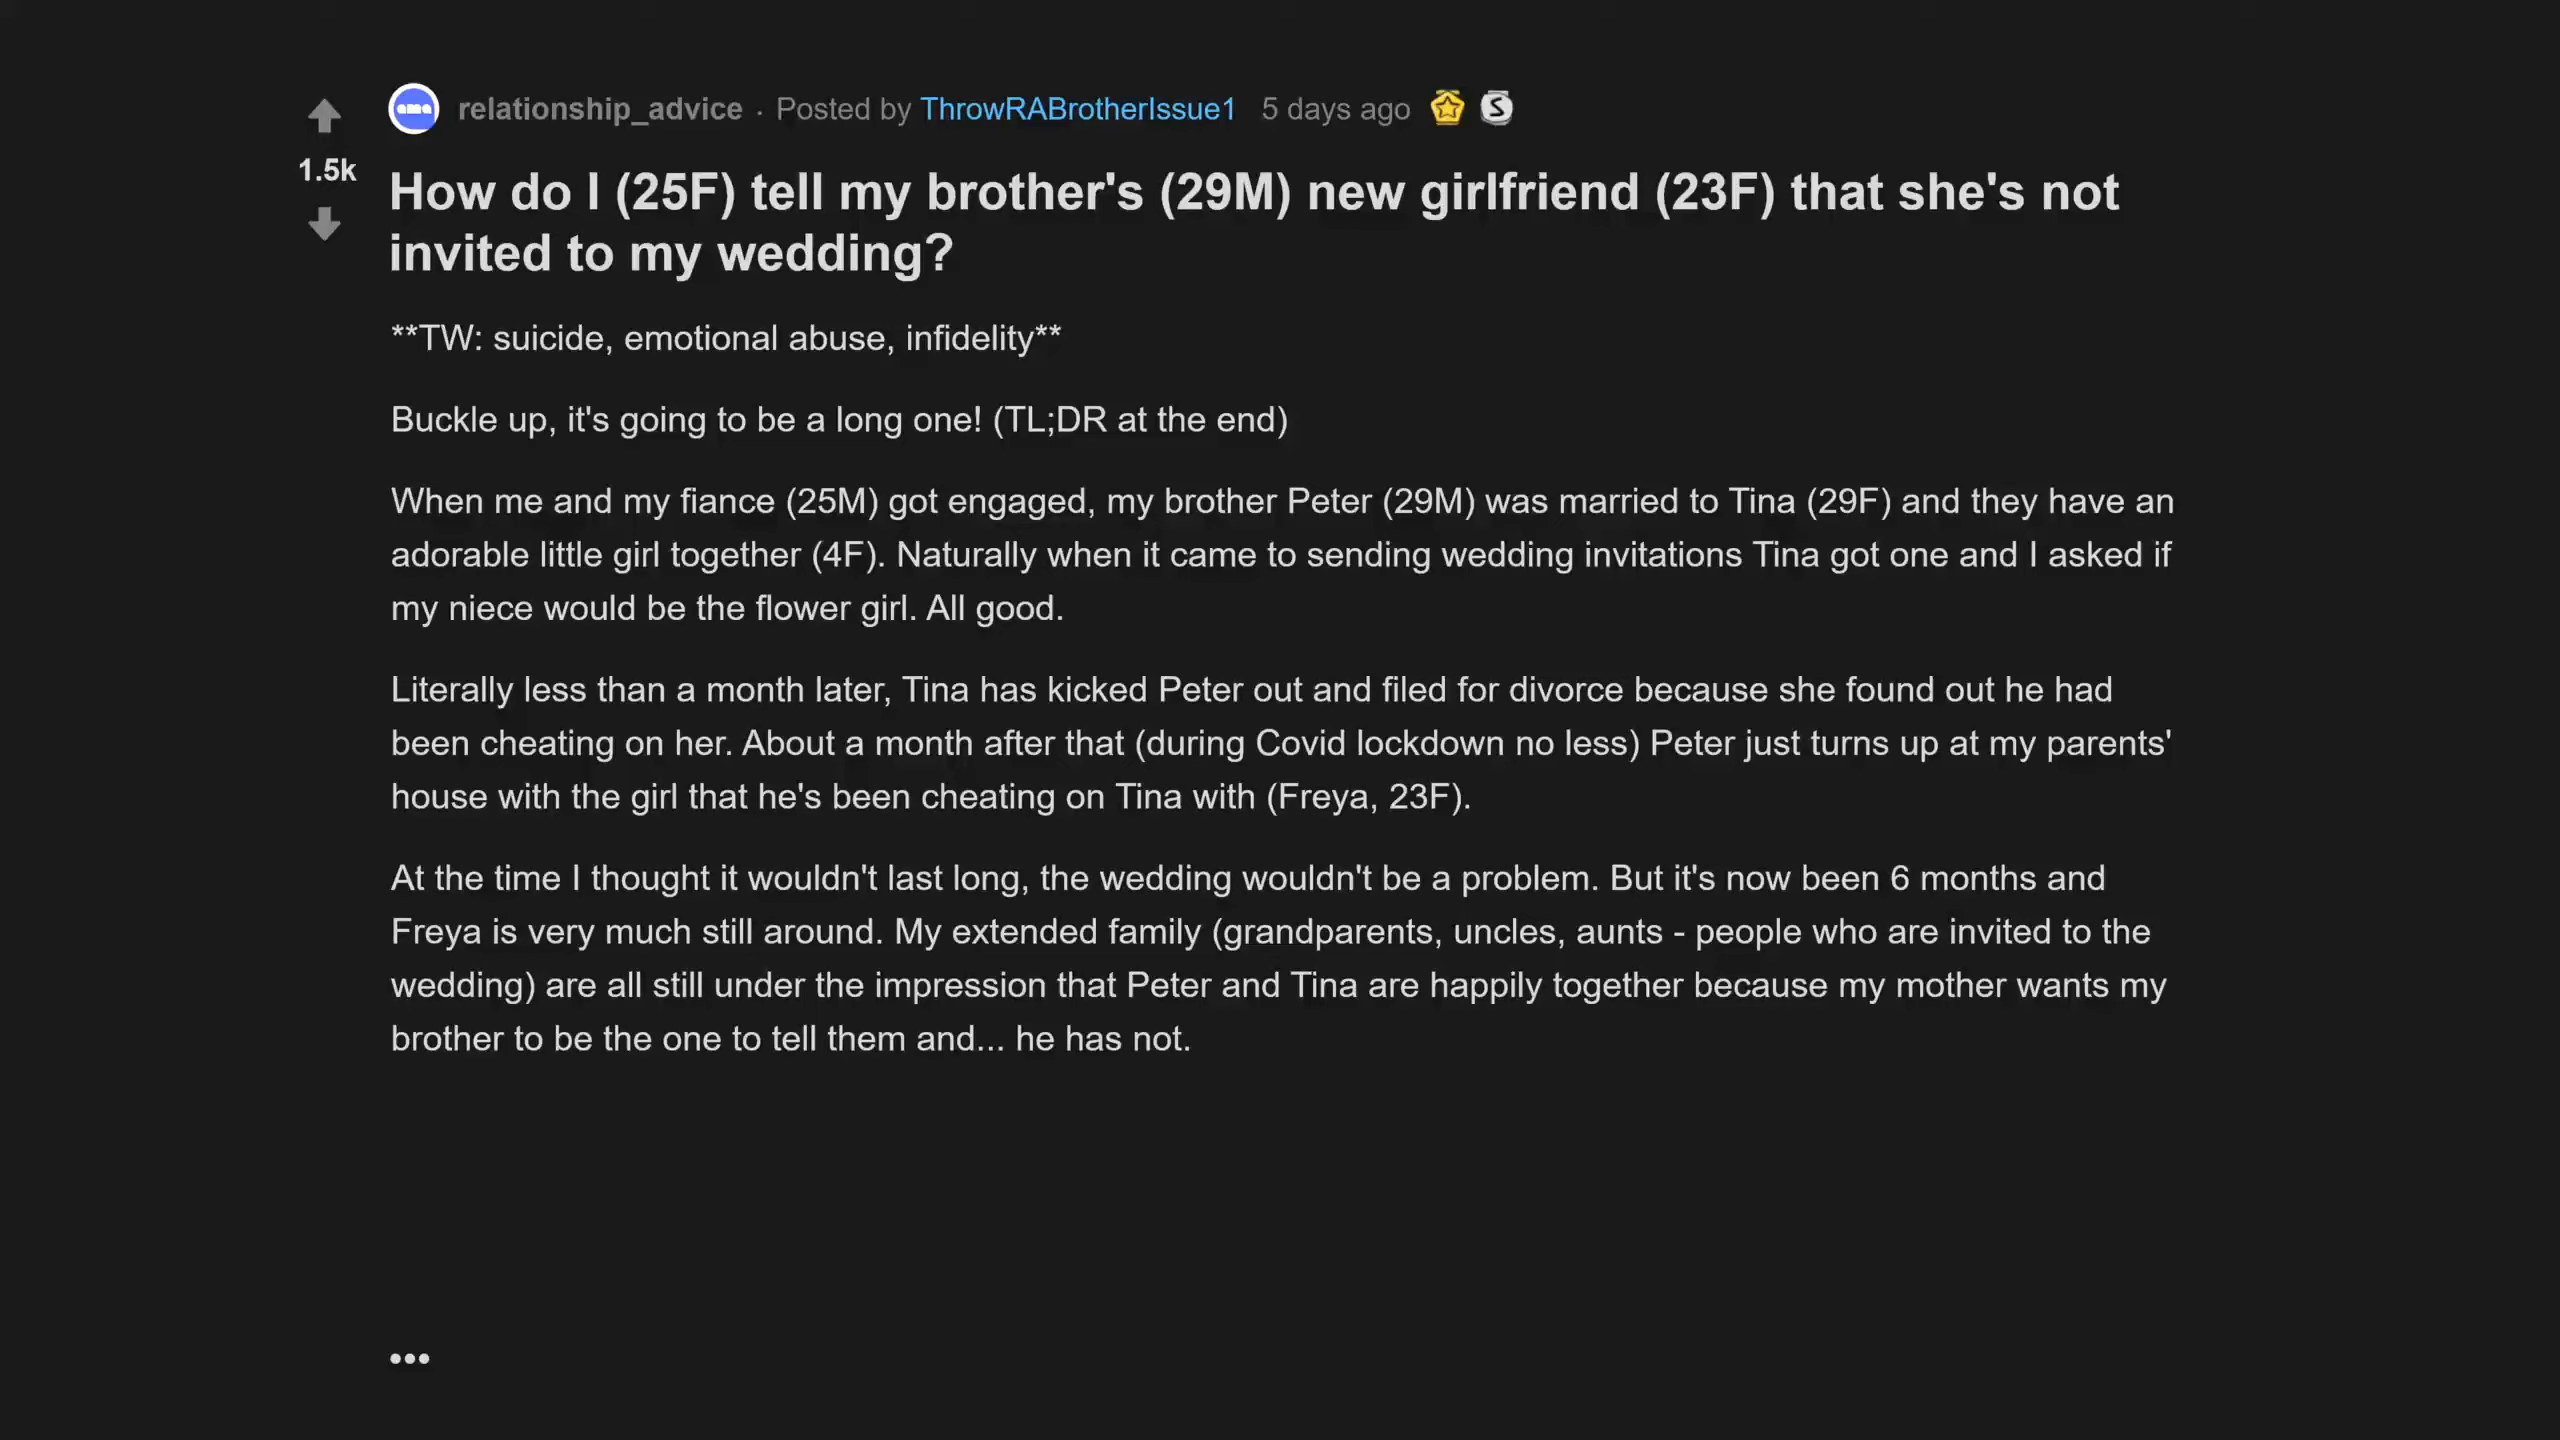 ama relationship_advice · Posted by ThrowRABrotherIssue1 5 days ago S
1.5k
How do I (25F) tell my brother's (29M) new girlfriend (23F) that she's not
invited to my wedding?
**TW: suicide, emotional abuse, infidelity**
Buckle up, it's going to be a long one! (TL;DR at the end)
When me and my fiance (25M) got engaged, my brother Peter (29M) was married to Tina (29F) and they have an
adorable little girl together (4F). Naturally when it came to sending wedding invitations Tina got one and I asked if
my niece would be the flower girl. All good.
Literally less than a month later, Tina has kicked Peter out and filed for divorce because she found out he had
been cheating on her. About a month after that (during Covid lockdown no less) Peter just turns up at my parents'
house with the girl that he's been cheating on Tina with (Freya, 23F).
At the time I thought it wouldn't last long, the wedding wouldn't be a problem. But it's now been 6 months and
Freya is very much still around. My extended family (grandparents, uncles, aunts - people who are invited to the
wedding) are all still under the impression that Peter and Tina are happily together because my mother wants my
brother to be the one to tell them and... he has not.
•••